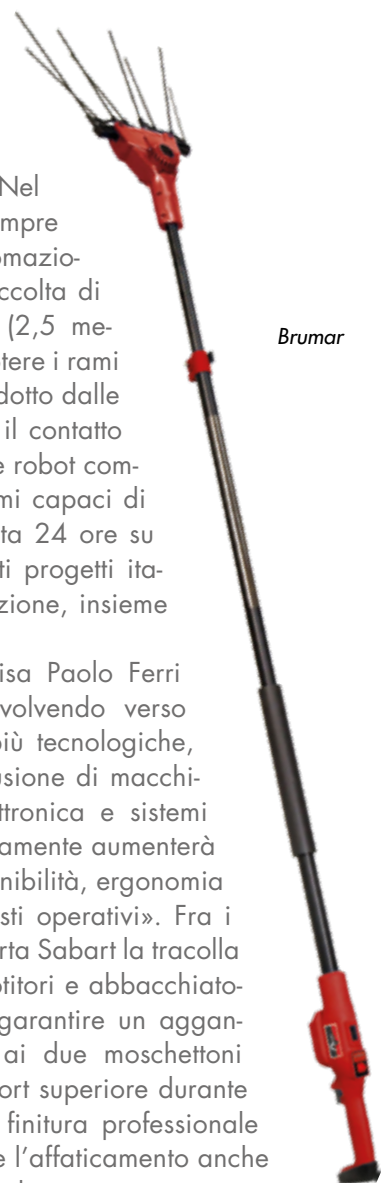 Nel
mpre
omazio-
ccolta di
(2,5 me-
otere i rami
dotto dalle
il contatto
e robot com-
mi capaci di
ta 24 ore su
ti progetti ita-
zione, insieme
isa Paolo Ferri
volvendo verso
più tecnologiche,
usione di macchi-
ttronica e sistemi
amente aumenterà
nibilità, ergonomia
sti operativi». Fra i
rta Sabart la tracolla
otitori e abbacchiato-
garantire un aggan-
ai due moschettoni
ort superiore durante
finitura professionale
e l'affaticamento anche
Brumar